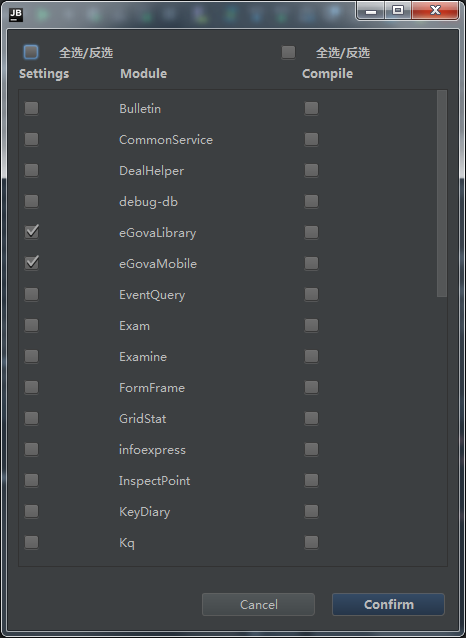 JB
全选/反选 全选/反选
Settings Module Compile
Bulletin
CommonService
DealHelper
debug-db
eGovaLibrary
eGovaMobile
EventQuery
Exam
Examine
FormFrame
GridStat
infoexpress
InspectPoint
KeyDiary
Kq
Cancel Confirm